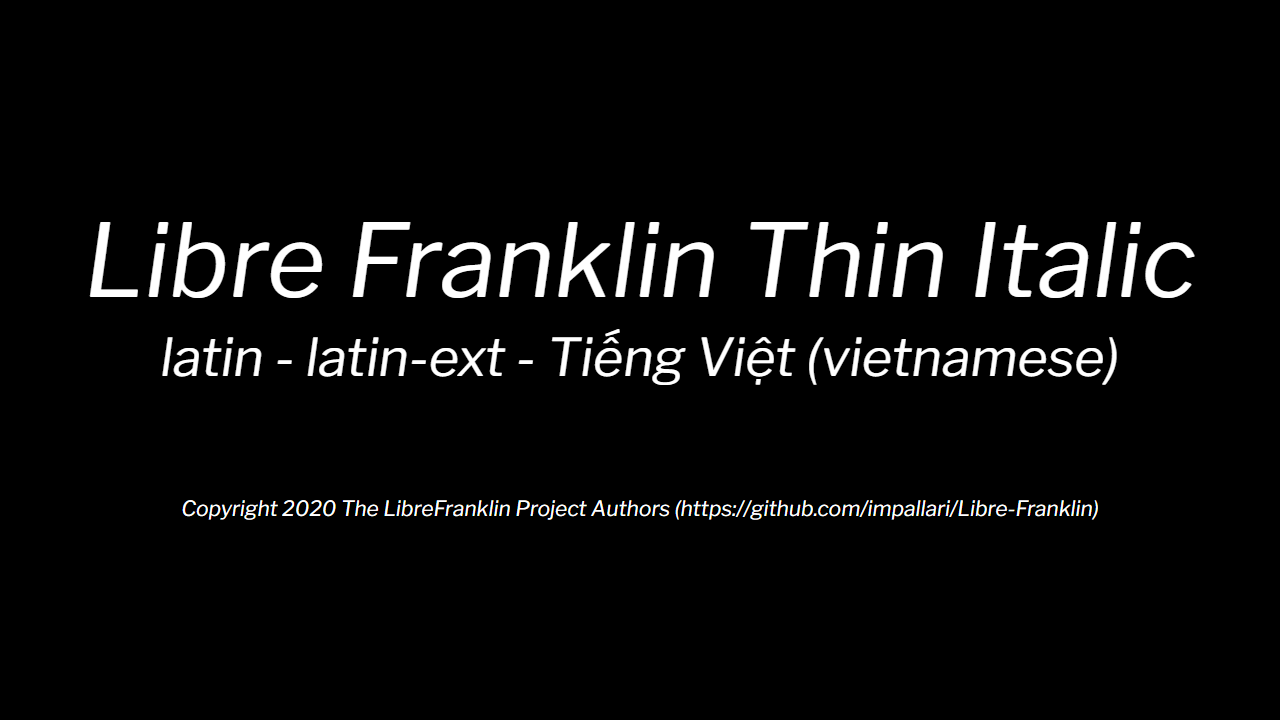 Libre Franklin Thin Italic
latin - latin-ext - Tiếng Việt (vietnamese)
Copyright 2020 The LibreFranklin Project Authors (https://github.com/impallari/Libre-Franklin)